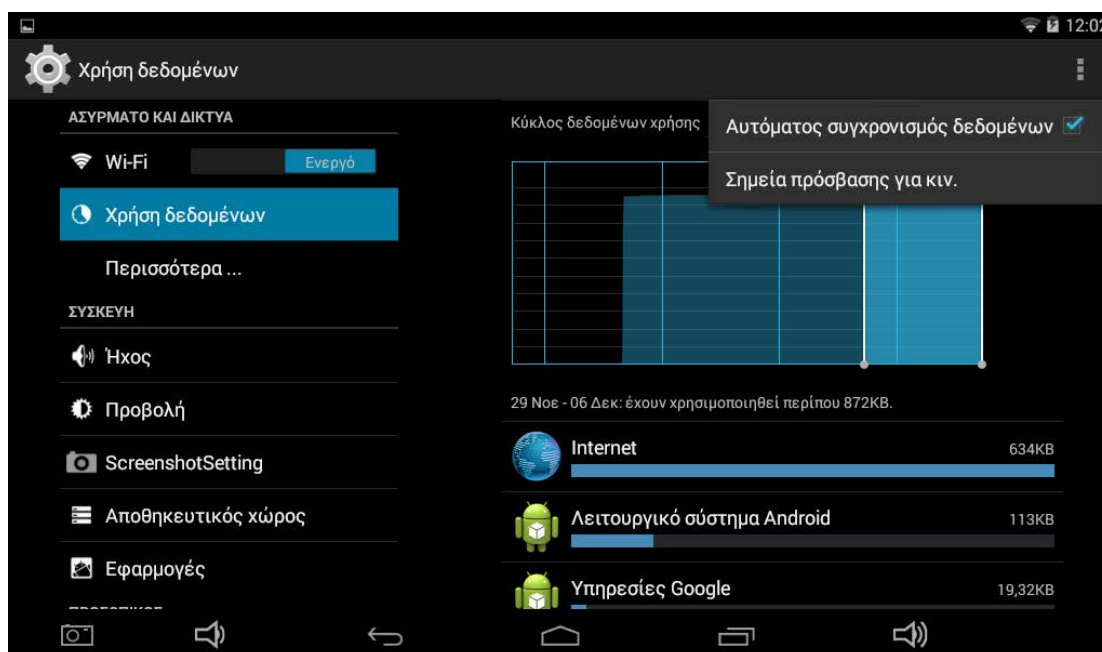 12:02
Χρήση δεδομένων
ΑΣΥΡΜΑΤΟ ΚΑΙ ΔΙΚΤΥΑ
Wi-Fi
Ενεργό
Χρήση δεδομένων
Περισσότερα ...
ΣΥΣΚΕΥΗ
Ήχος
Προβολή
ScreenshotSetting
Αποθηκευτικός χώρος
Εφαρμογές
Κύκλος δεδομένων χρήσης
Αυτόματος συγχρονισμός δεδομένων
Σημεία πρόσβασης για κιν.
29 Νοε - 06 Δεκ: έχουν χρησιμοποιηθεί περίπου 872KB.
Internet 634KB
Λειτουργικό σύστημα Android 113KB
Υπηρεσίες Google 19,32KB